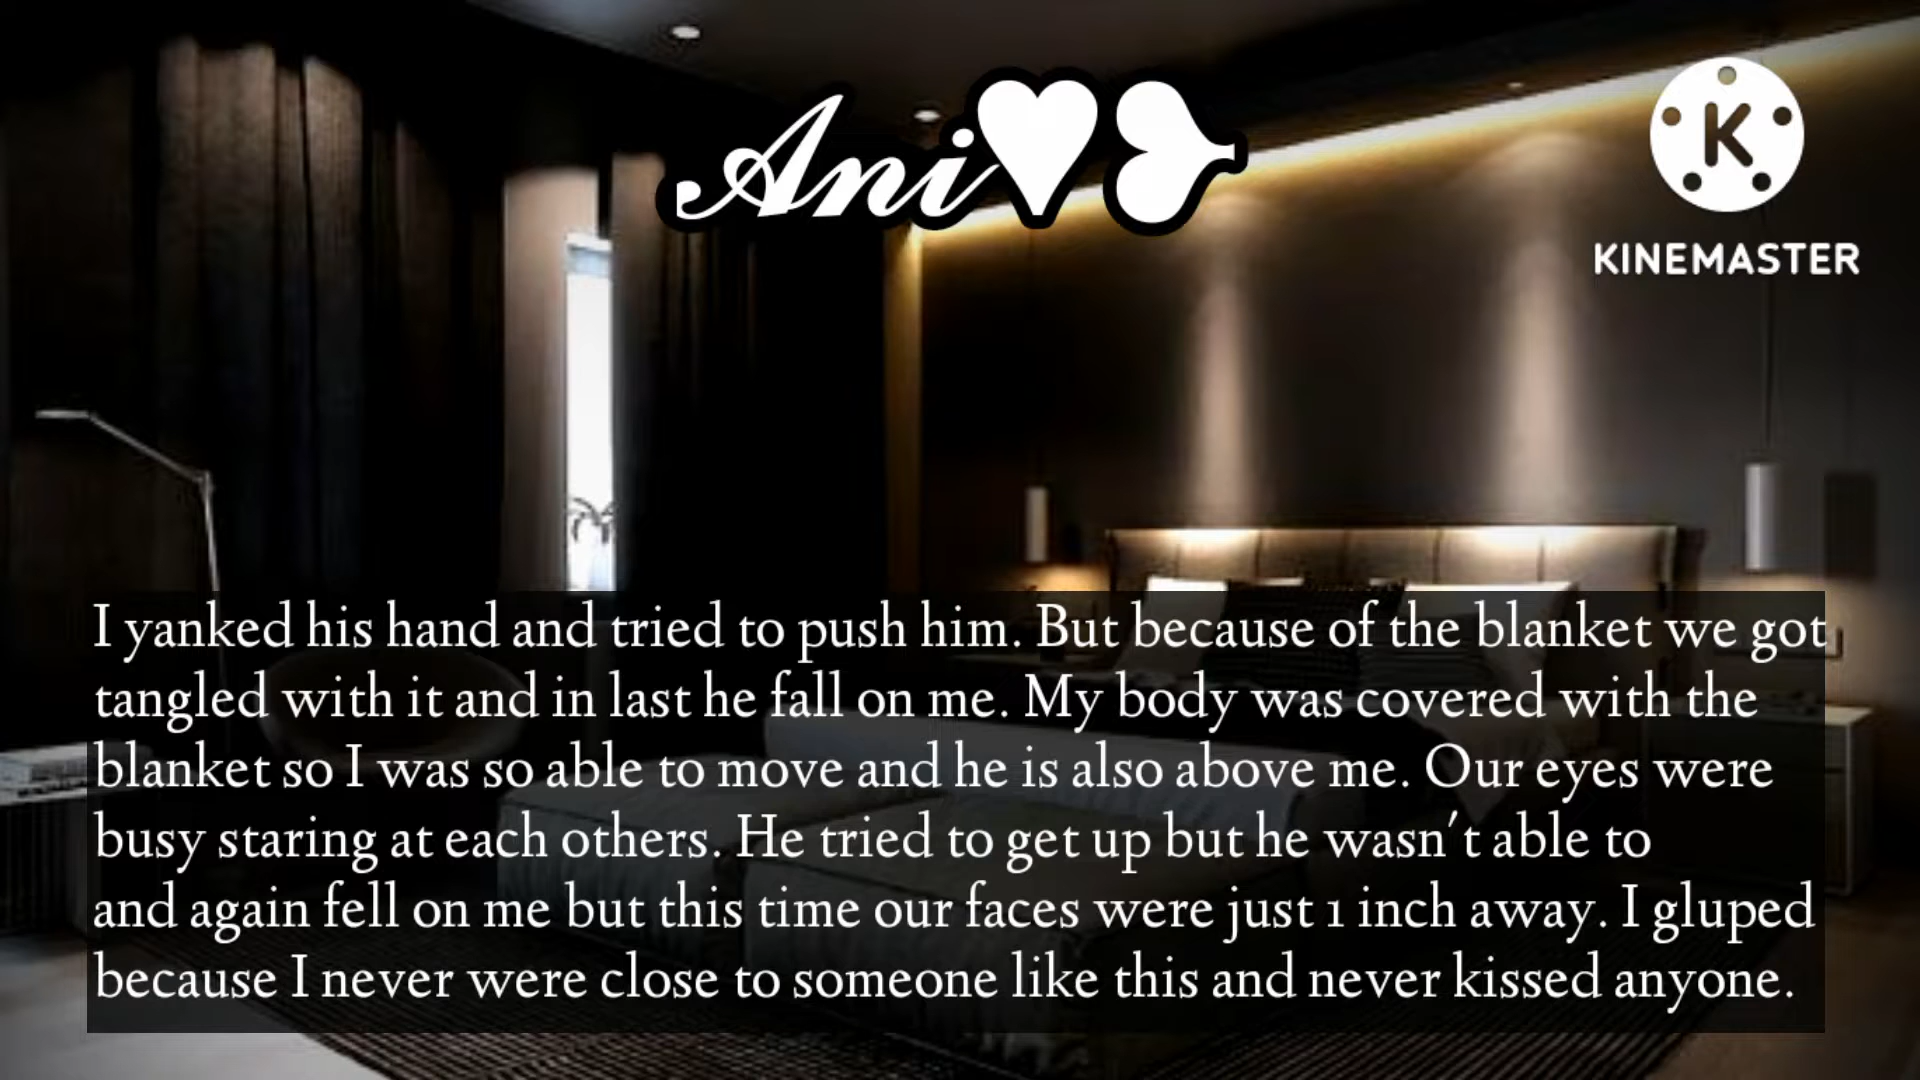 Ani♥❥
K
KINEMASTER
I yanked his hand and tried to push him. But because of the blanket we got
tangled with it and in last he fall on me. My body was covered with the
blanket so I was so able to move and he is also above me. Our eyes were
busy staring at each others. He tried to get up but he wasn't able to
and again fell on me but this time our faces were just 1 inch away. I gluped
because I never were close to someone like this and never kissed anyone.